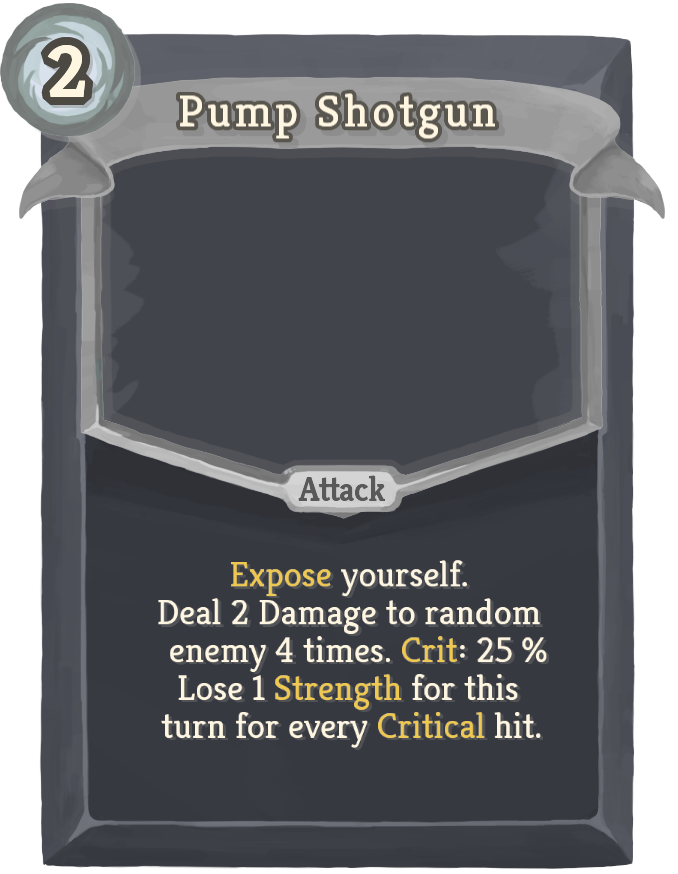 2
Pump Shotgun
Attack
Expose yourself.
Deal 2 Damage to random
enemy 4 times. Crit: 25 %
Lose 1 Strength for this
turn for every Critical hit.